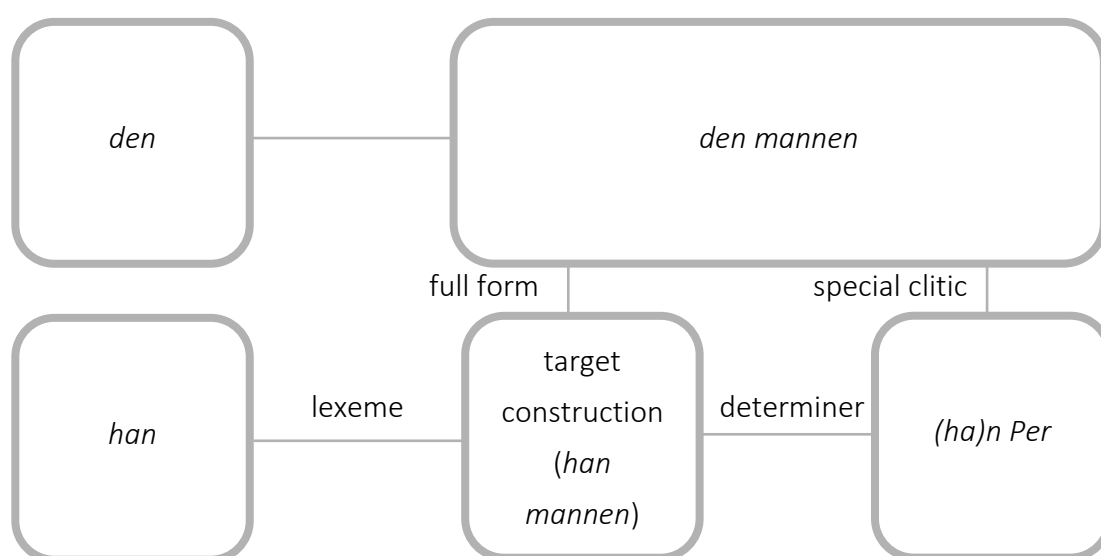 den
den mannen
full form
special clitic
han
lexeme
target
construction
(han
mannen)
determiner
(ha)n Per